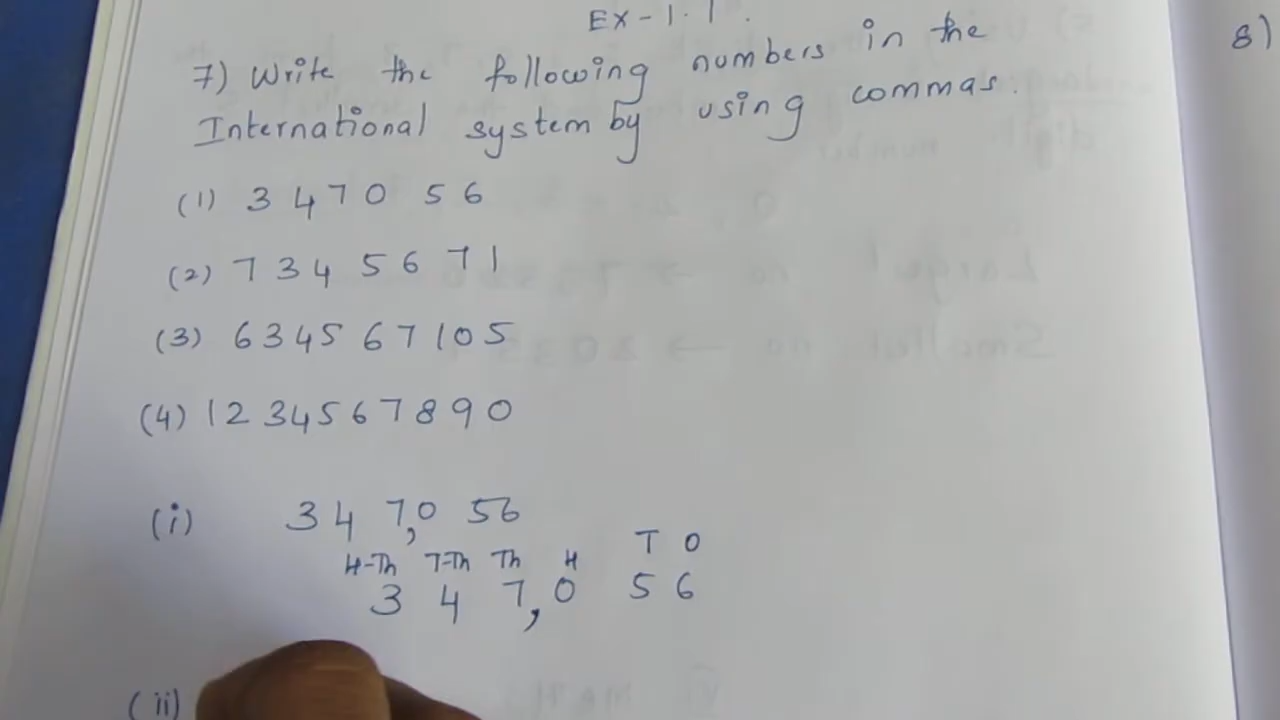 EX - 1.1.
7) Write the following numbers in the
International system by using commas.
(1) 3 4 7 0 5 6
(2) 7 3 4 5 6 7 1
(3) 6 3 4 5 6 7 1 0 5
(4) 1 2 3 4 5 6 7 8 9 0
(i) 3 4 7,0 56
H-Th T-Th Th H T O
3 4 7,0 5 6
(ii)
8)